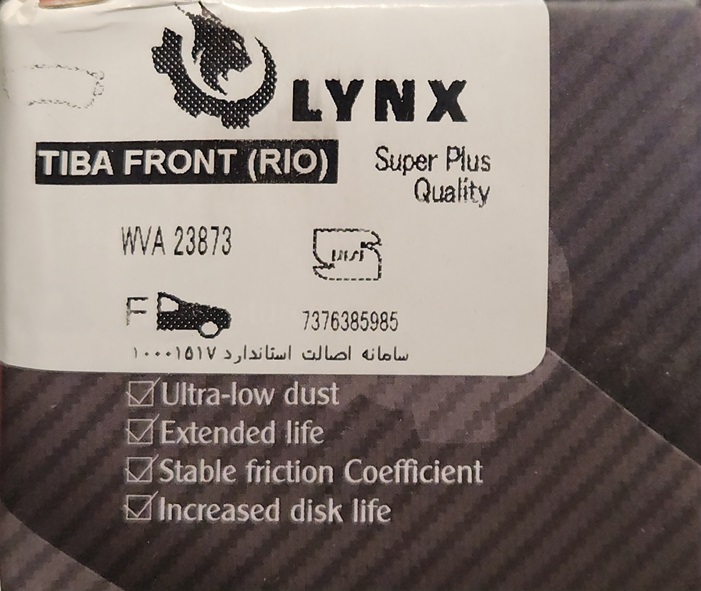 LYNX
TIBA FRONT (RIO)
Super Plus
Quality
WVA 23873
F
7376385985
سامانه اصالت استاندارد ۱۰۰۰۱۵۱۷
Ultra-low dust
Extended life
Stable friction Coefficient
Increased disk life